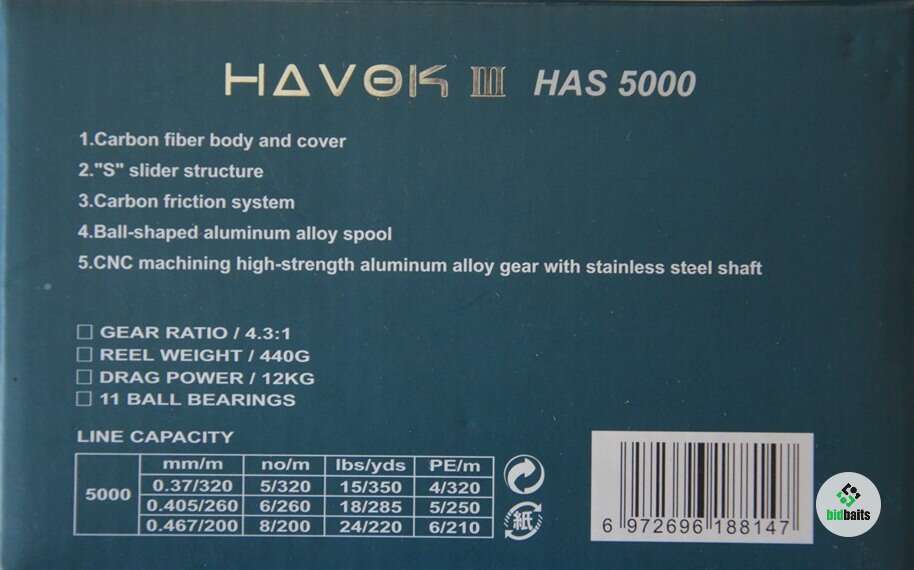 HAVOK III HAS 5000
1.Carbon fiber body and cover
2."S" slider structure
3.Carbon friction system
4.Ball-shaped aluminum alloy spool
5.CNC machining high-strength aluminum alloy gear with stainless steel shaft
GEAR RATIO / 4.3:1
REEL WEIGHT / 440G
DRAG POWER / 12KG
11 BALL BEARINGS
LINE CAPACITY
5000
mm/m no/m lbs/yds PE/m
0.37/320 5/320 15/350 4/320
0.405/260 6/260 18/285 5/250
0.467/200 8/200 24/220 6/210
紙
6 972696 188147
bidbaits